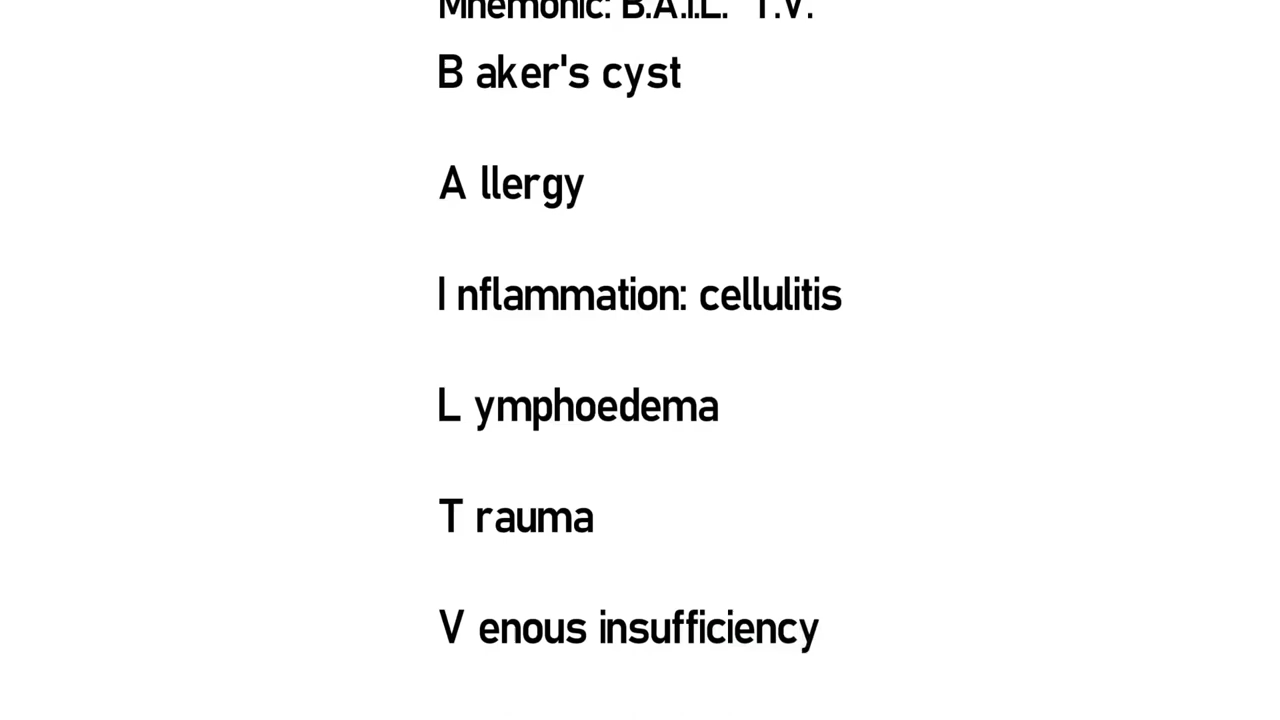 Mnemonic: B.A.I.L. T.V.
B aker's cyst
A llergy
I nflammation: cellulitis
L ymphoedema
T rauma
V enous insufficiency